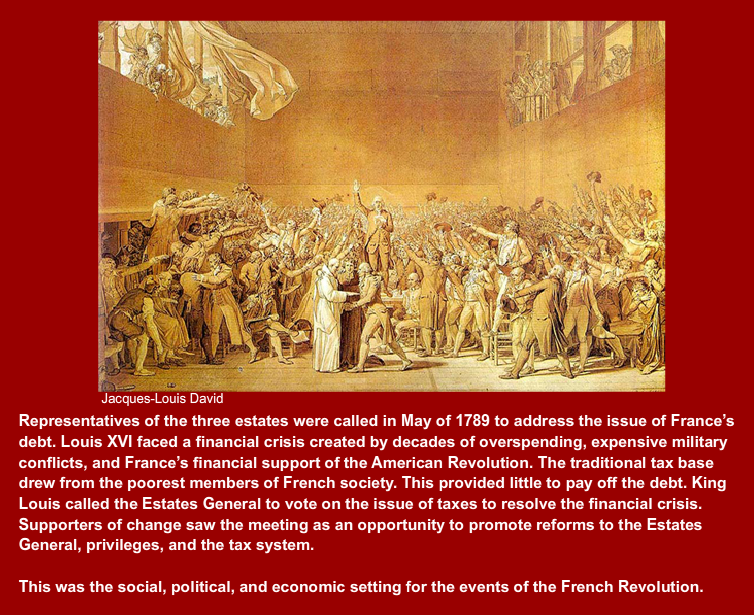 Jacques-Louis David
Representatives of the three estates were called in May of 1789 to address the issue of France’s
debt. Louis XVI faced a financial crisis created by decades of overspending, expensive military
conflicts, and France’s financial support of the American Revolution. The traditional tax base
drew from the poorest members of French society. This provided little to pay off the debt. King
Louis called the Estates General to vote on the issue of taxes to resolve the financial crisis.
Supporters of change saw the meeting as an opportunity to promote reforms to the Estates
General, privileges, and the tax system.
This was the social, political, and economic setting for the events of the French Revolution.